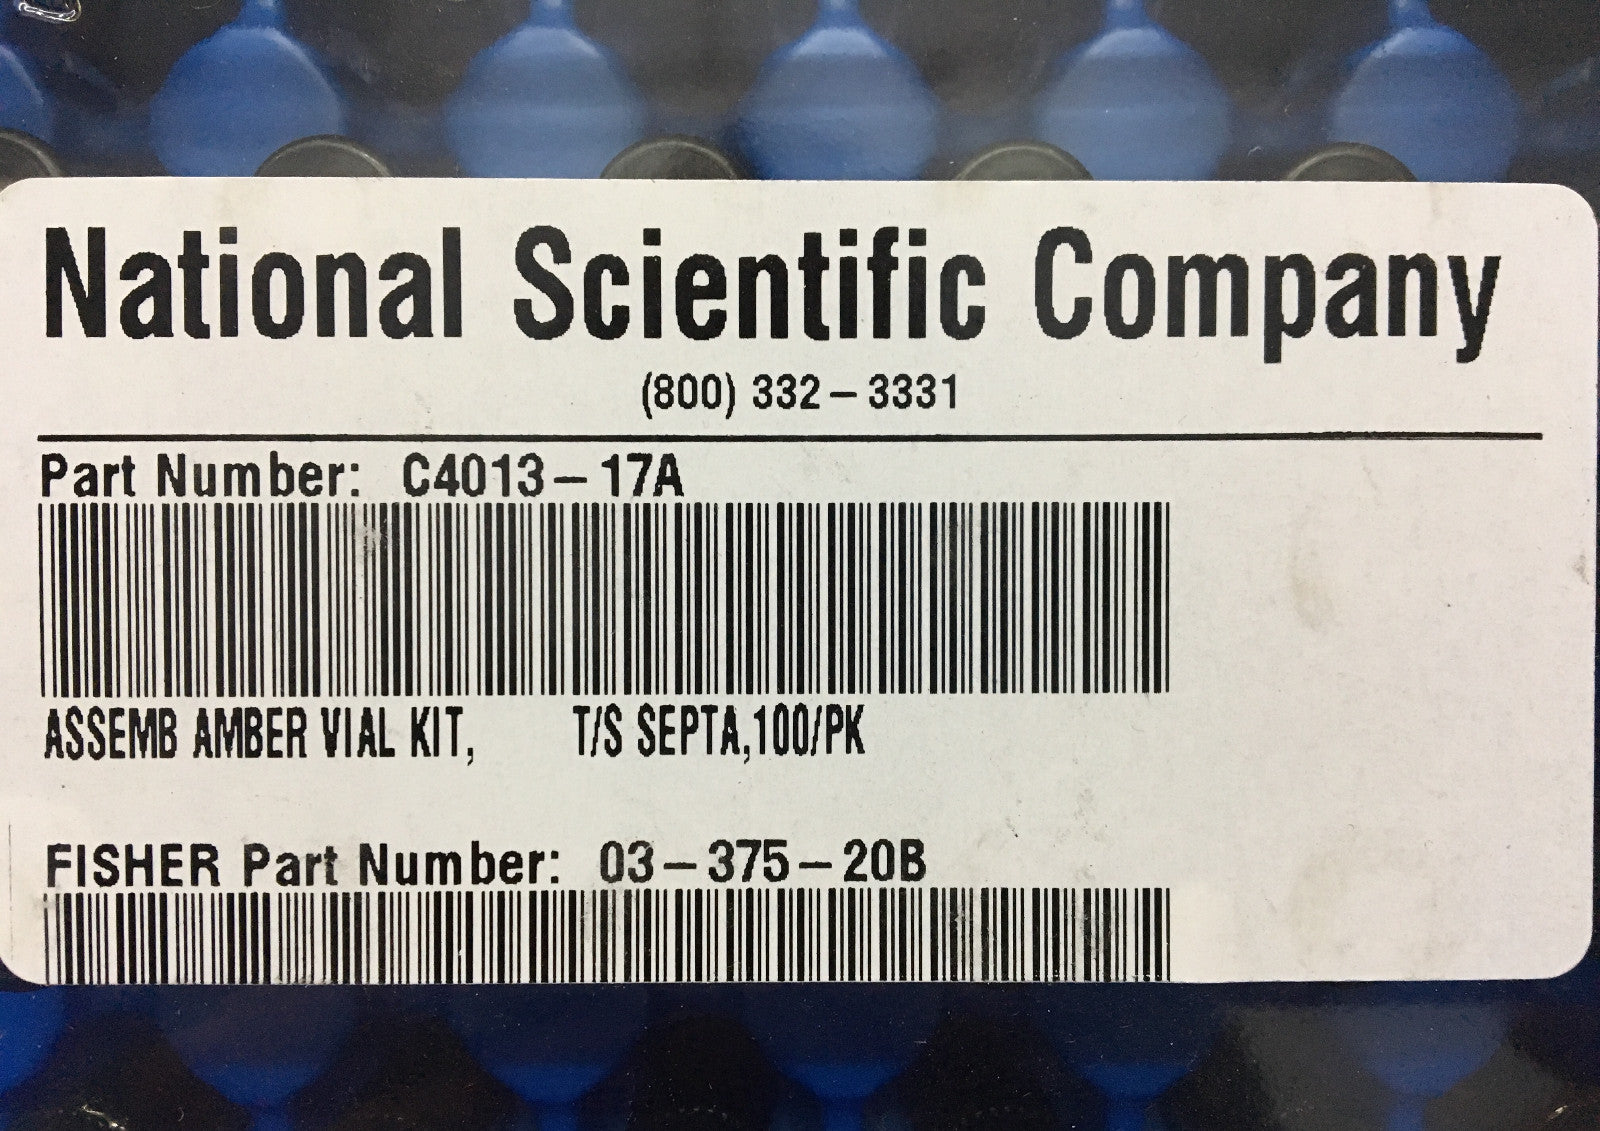 National Scientific Company
(800) 332-3331
Part Number: C4013-17A
ASSEMB AMBER VIAL KIT, T/S SEPTA,100/PK
FISHER Part Number: 03-375-20B